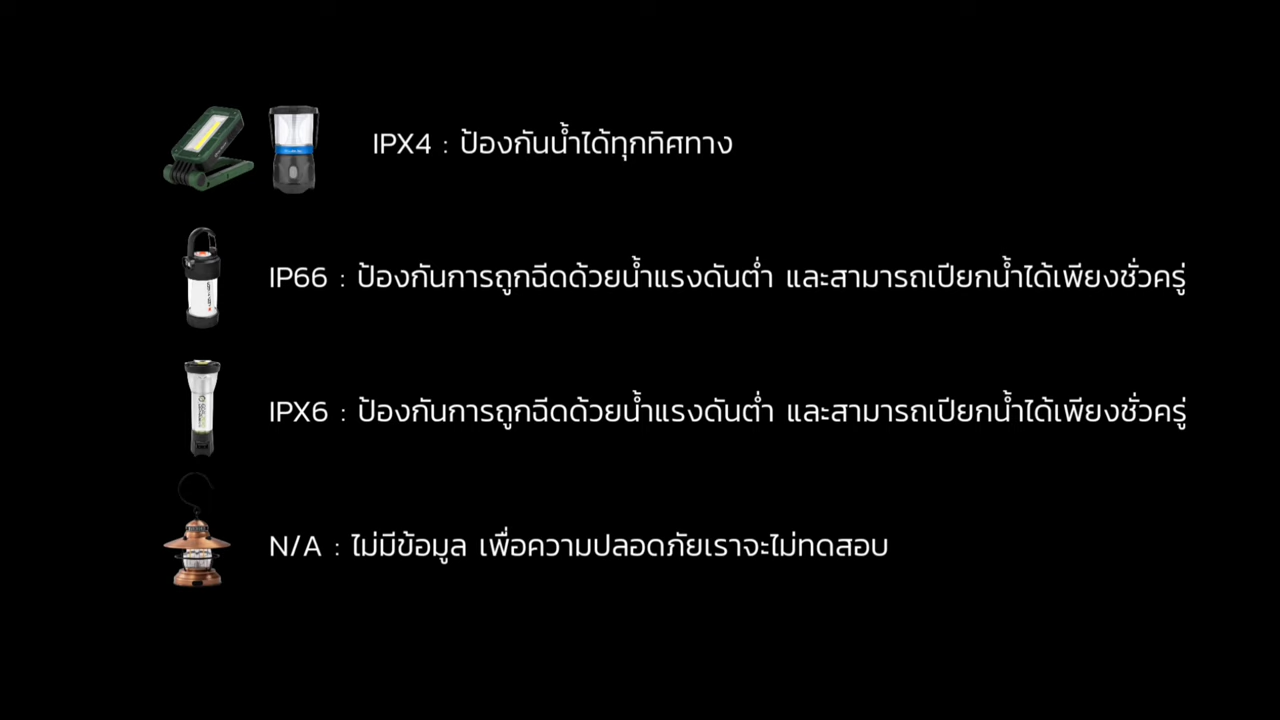 IPX4 : ป้องกันน้ำได้ทุกทิศทาง
IP66 : ป้องกันการถูกฉีดด้วยน้ำแรงดันต่ำ และสามารถเปียกน้ำได้เพียงชั่วครู่
IPX6 : ป้องกันการถูกฉีดด้วยน้ำแรงดันต่ำ และสามารถเปียกน้ำได้เพียงชั่วครู่
N/A : ไม่มีข้อมูล เพื่อความปลอดภัยเราจะไม่ทดสอบ